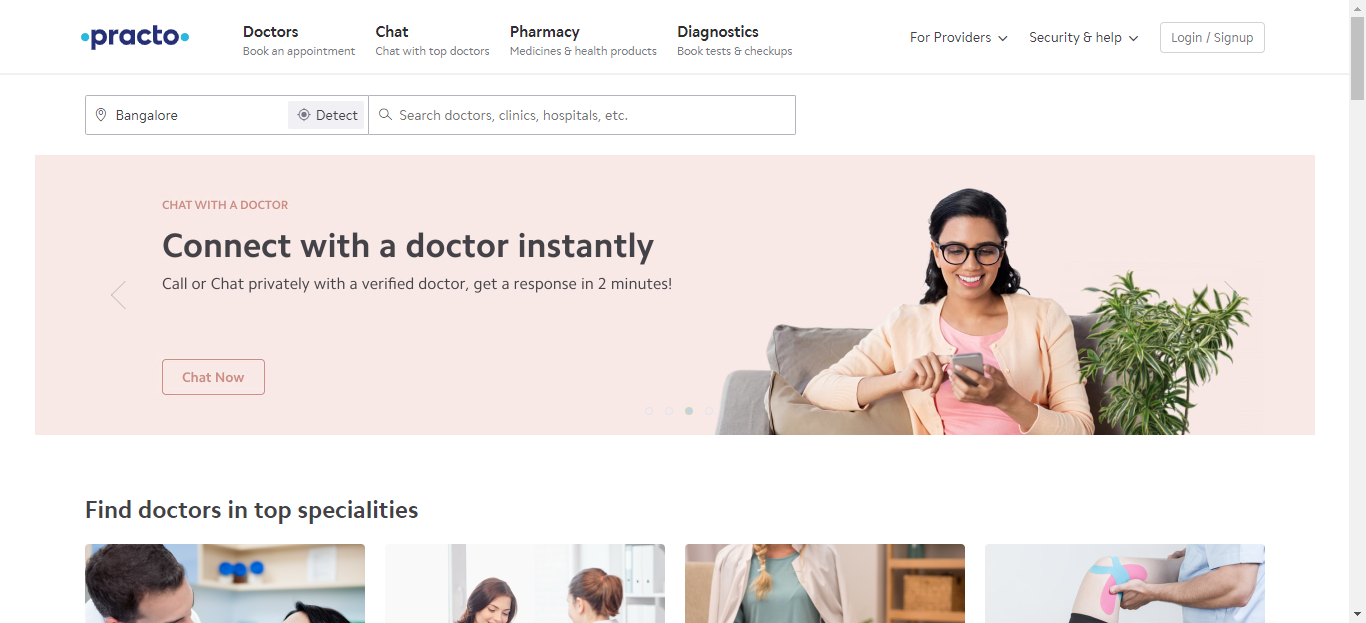 practo
Doctors
Book an appointment
Chat
Chat with top doctors
Pharmacy
Medicines & health products
Diagnostics
Book tests & checkups
For Providers
Security & help
Login / Signup
Bangalore
Detect
Search doctors, clinics, hospitals, etc.
CHAT WITH A DOCTOR
Connect with a doctor instantly
Call or Chat privately with a verified doctor, get a response in 2 minutes!
Chat Now
Find doctors in top specialities